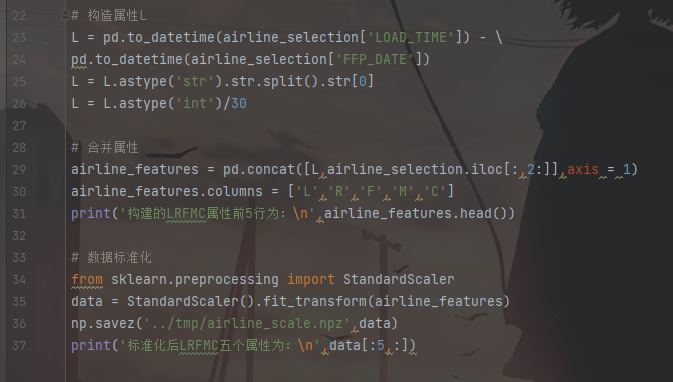 22 # 构造属性L
23 L = pd.to_datetime(airline_selection['LOAD_TIME']) - \
24 pd.to_datetime(airline_selection['FFP_DATE'])
25 L = L.astype('str').str.split().str[0]
26 L = L.astype('int')/30
27
28 # 合并属性
29 airline_features = pd.concat([L,airline_selection.iloc[:,2:]],axis = 1)
30 airline_features.columns = ['L','R','F','M','C']
31 print('构建的LRFMC属性前5行为：\n',airline_features.head())
32
33 # 数据标准化
34 from sklearn.preprocessing import StandardScaler
35 data = StandardScaler().fit_transform(airline_features)
36 np.savez('../tmp/airline_scale.npz',data)
37 print('标准化后LRFMC五个属性为：\n',data[:5,:])